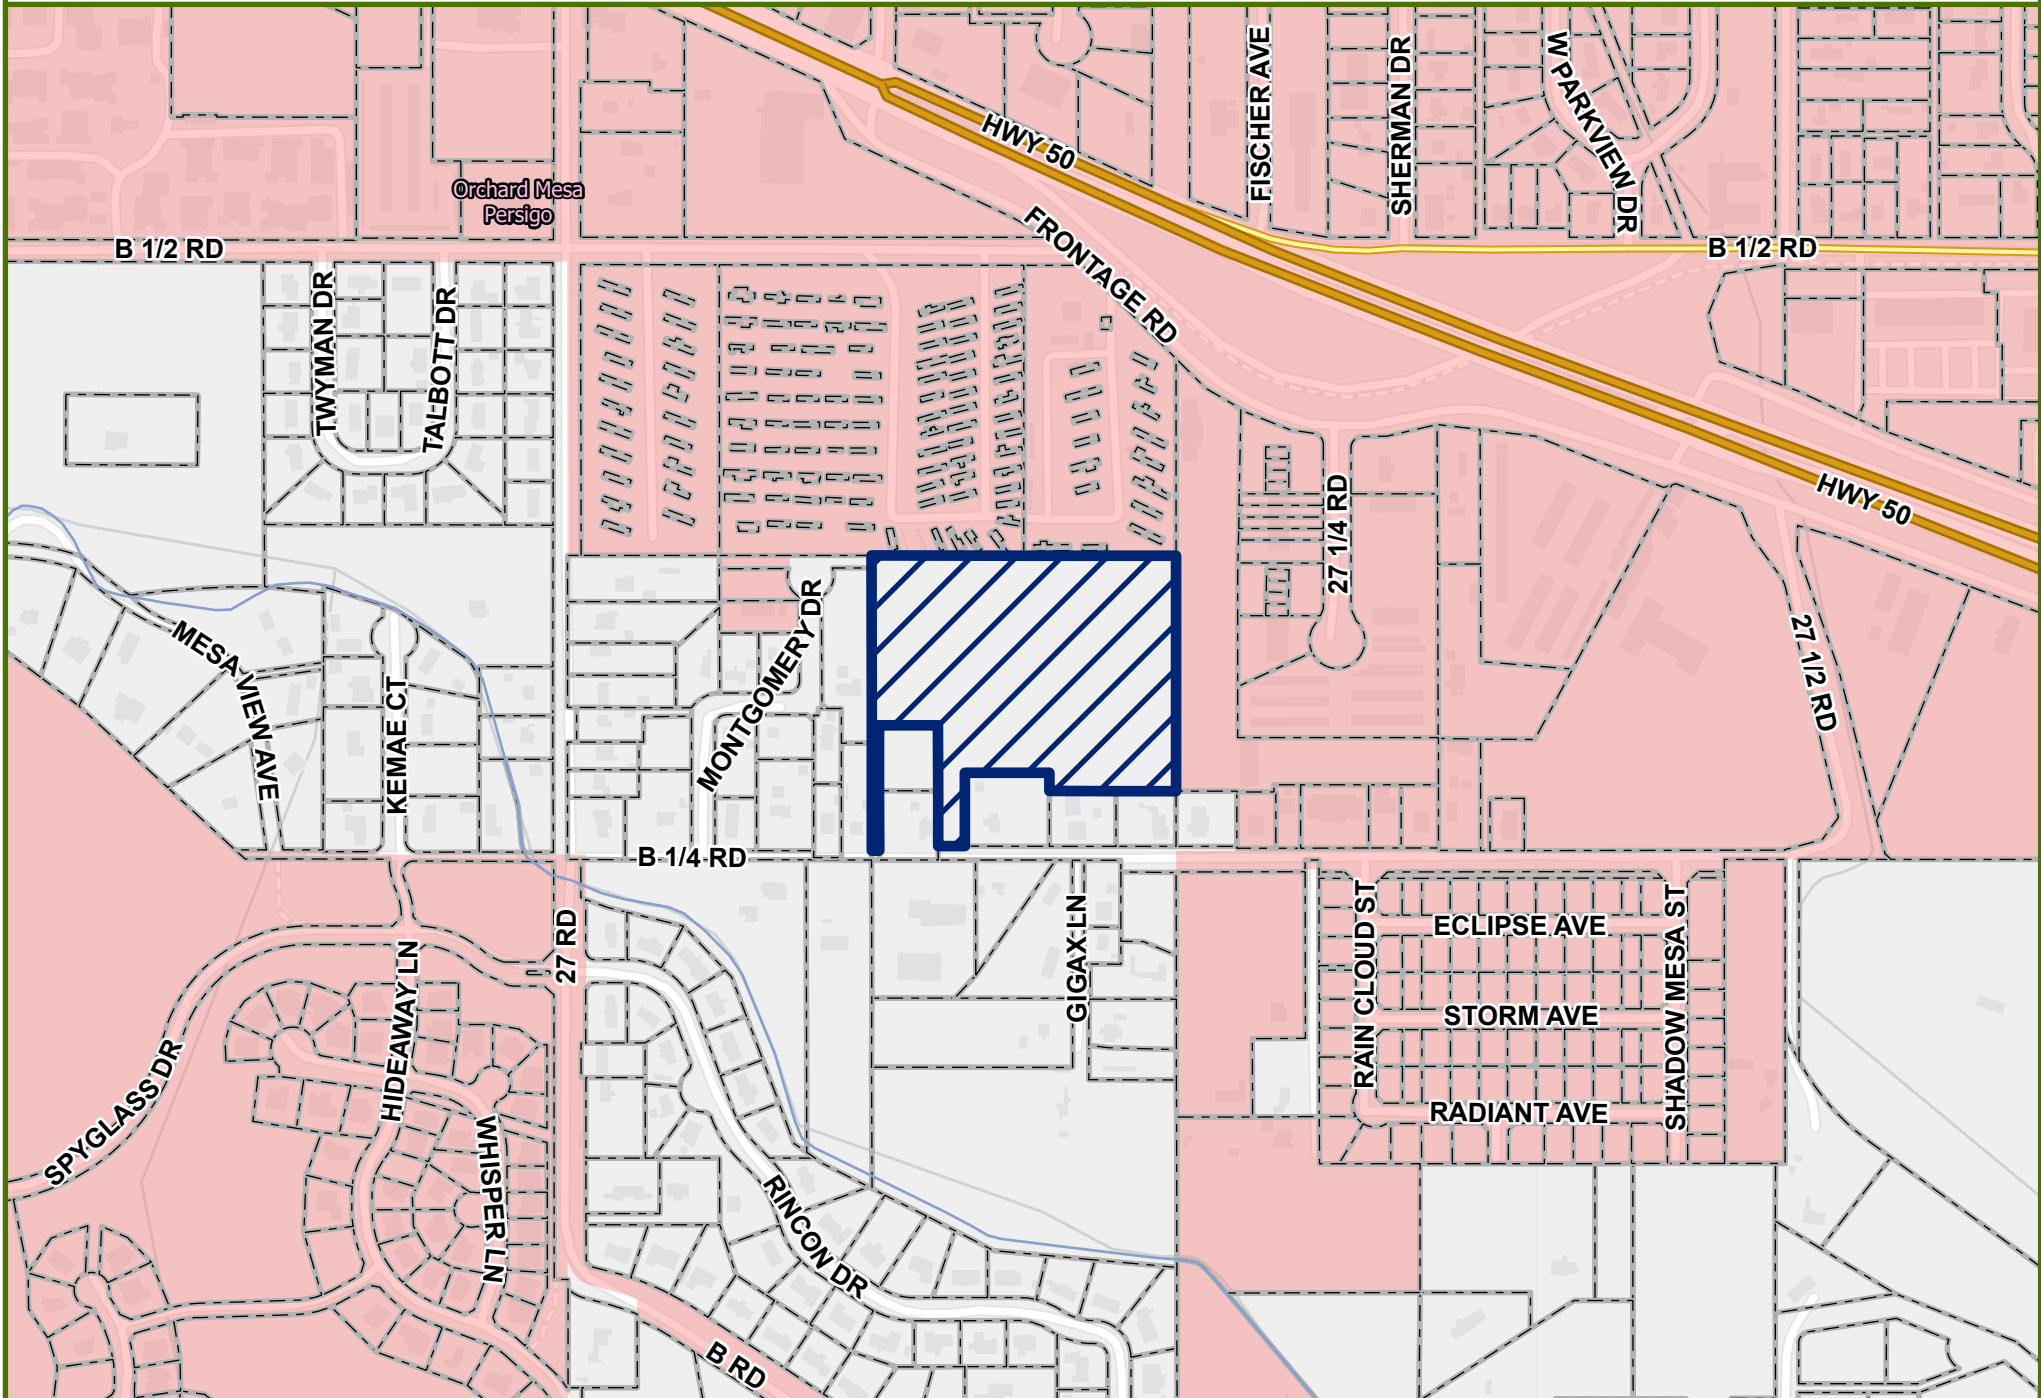 FISCHER AVE
SHERMAN DR
W PARKVIEW DR
HWY 50
Orchard Mesa
Persigo
B 1/2 RD
FRONTAGE RD
B 1/2 RD
TWYMAN DR
TALBOTT DR
27 1/4 RD
HWY 50
MESA VIEW AVE
KEMAE CT
MONTGOMERY DR
27 1/2 RD
B 1/4 RD
27 RD
GIGAX LN
RAIN CLOUD ST
ECLIPSE AVE
SHADOW MESA ST
STORM AVE
RADIANT AVE
HIDEAWAY LN
SPYGLASS DR
WHISPER LN
RINCON DR
B RD